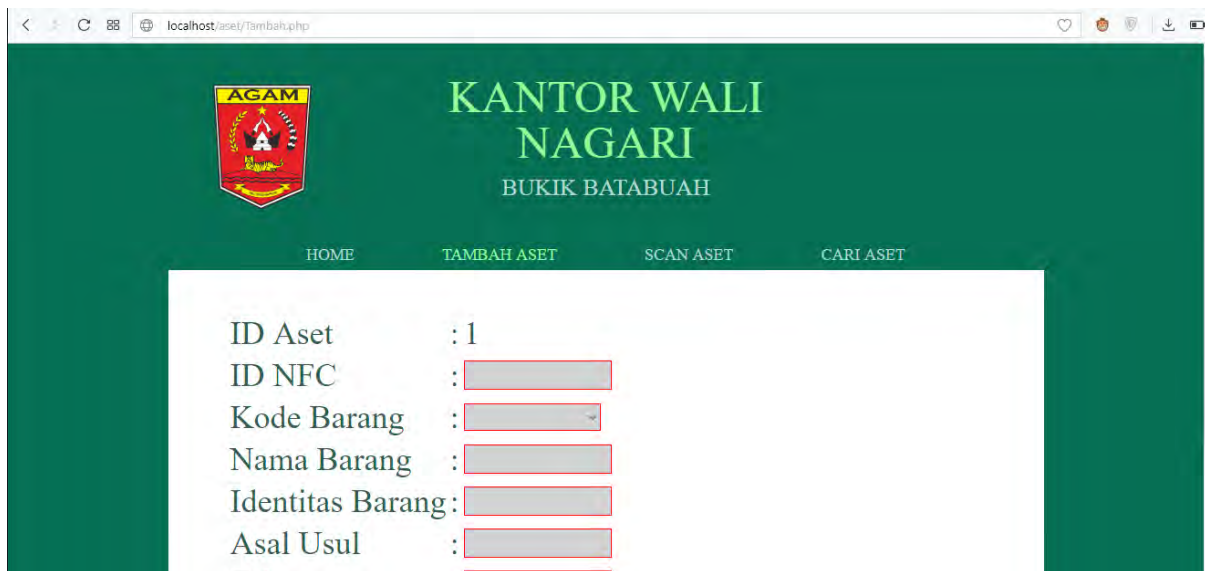 localhost/aset/Tambah.php
AGAM
KANTOR WALI
NAGARI
BUKIK BATABUAH
HOME TAMBAH ASET SCAN ASET CARI ASET
ID Aset : 1
ID NFC :
Kode Barang :
Nama Barang :
Identitas Barang :
Asal Usul :